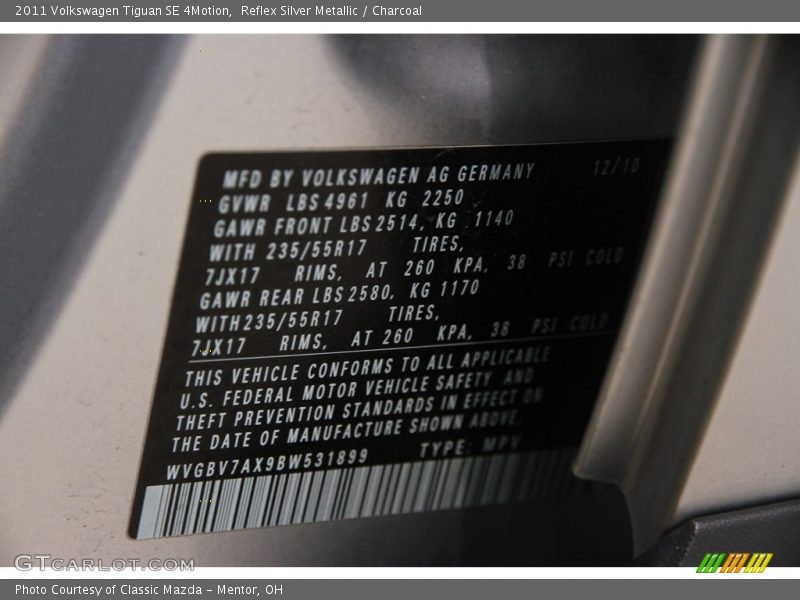 2011 Volkswagen Tiguan SE 4Motion, Reflex Silver Metallic / Charcoal
MFD BY VOLKSWAGEN AG GERMANY 12/10
GVWR LBS 4961 KG 2250
GAWR FRONT LBS 2514, KG 1140
WITH 235/55R17 TIRES,
7JX17 RIMS, AT 260 KPA, 38 PSI COLD
GAWR REAR LBS 2580, KG 1170
WITH 235/55R17 TIRES,
7JX17 RIMS, AT 260 KPA, 38 PSI COLD
THIS VEHICLE CONFORMS TO ALL APPLICABLE
U.S. FEDERAL MOTOR VEHICLE SAFETY AND
THEFT PREVENTION STANDARDS IN EFFECT ON
THE DATE OF MANUFACTURE SHOWN ABOVE.
WVGBV7AX9BW531899 TYPE: MPV
GTCARLOT.COM
Photo Courtesy of Classic Mazda - Mentor, OH